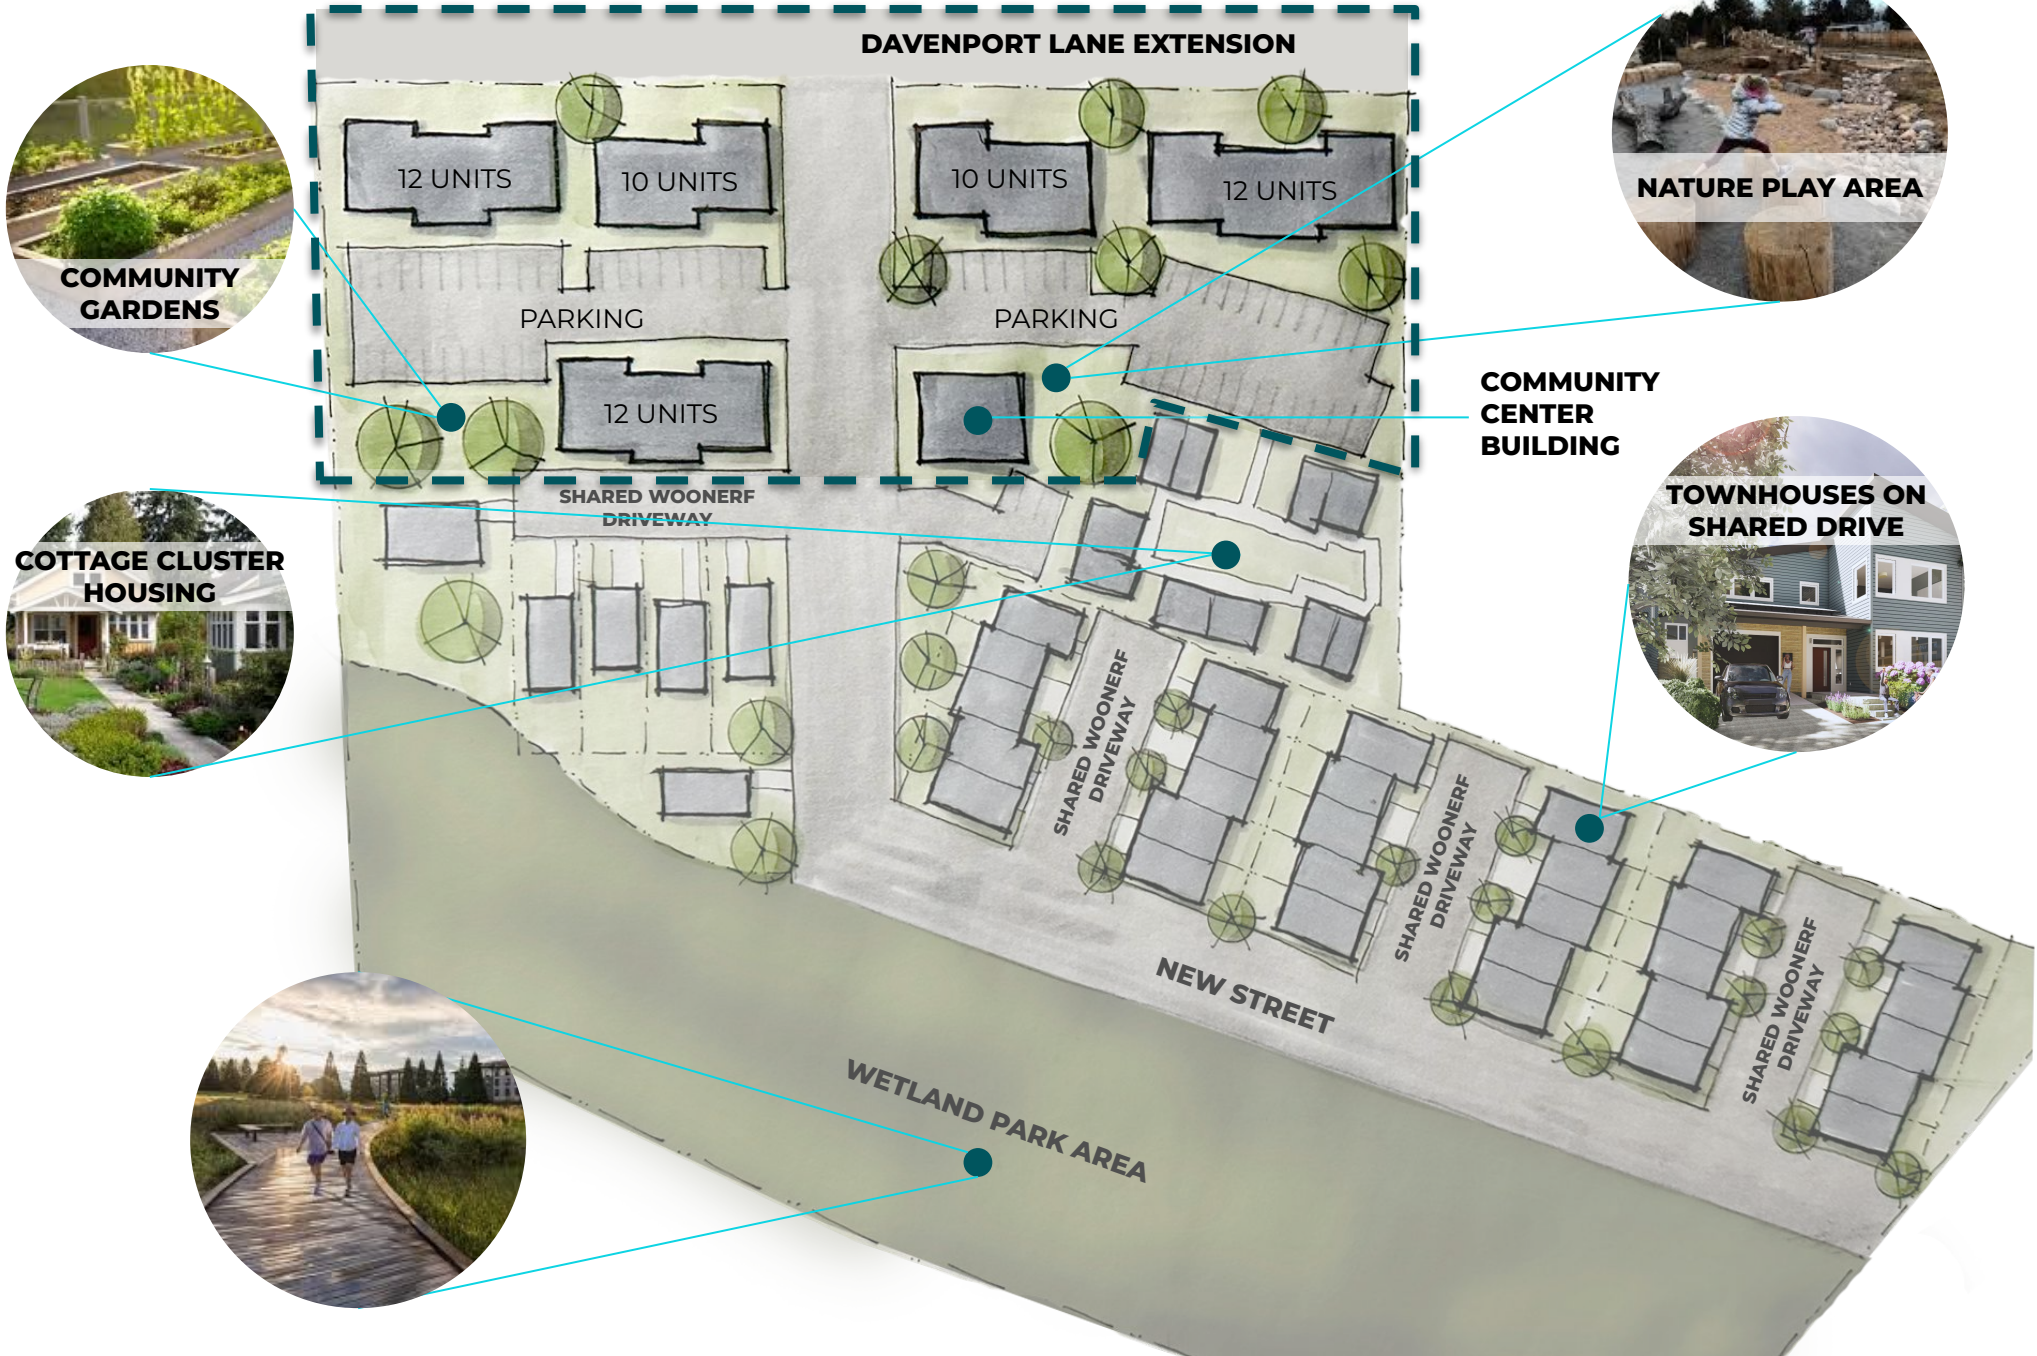 DAVENPORT LANE EXTENSION
12 UNITS
10 UNITS
10 UNITS
12 UNITS
NATURE PLAY AREA
COMMUNITY
GARDENS
PARKING
PARKING
12 UNITS
COMMUNITY
CENTER
BUILDING
SHARED WOONERF
DRIVEWAY
TOWNHOUSES ON
SHARED DRIVE
COTTAGE CLUSTER
HOUSING
SHARED WOONERF
DRIVEWAY
SHARED WOONERF
DRIVEWAY
SHARED WOONERF
DRIVEWAY
NEW STREET
WETLAND PARK AREA